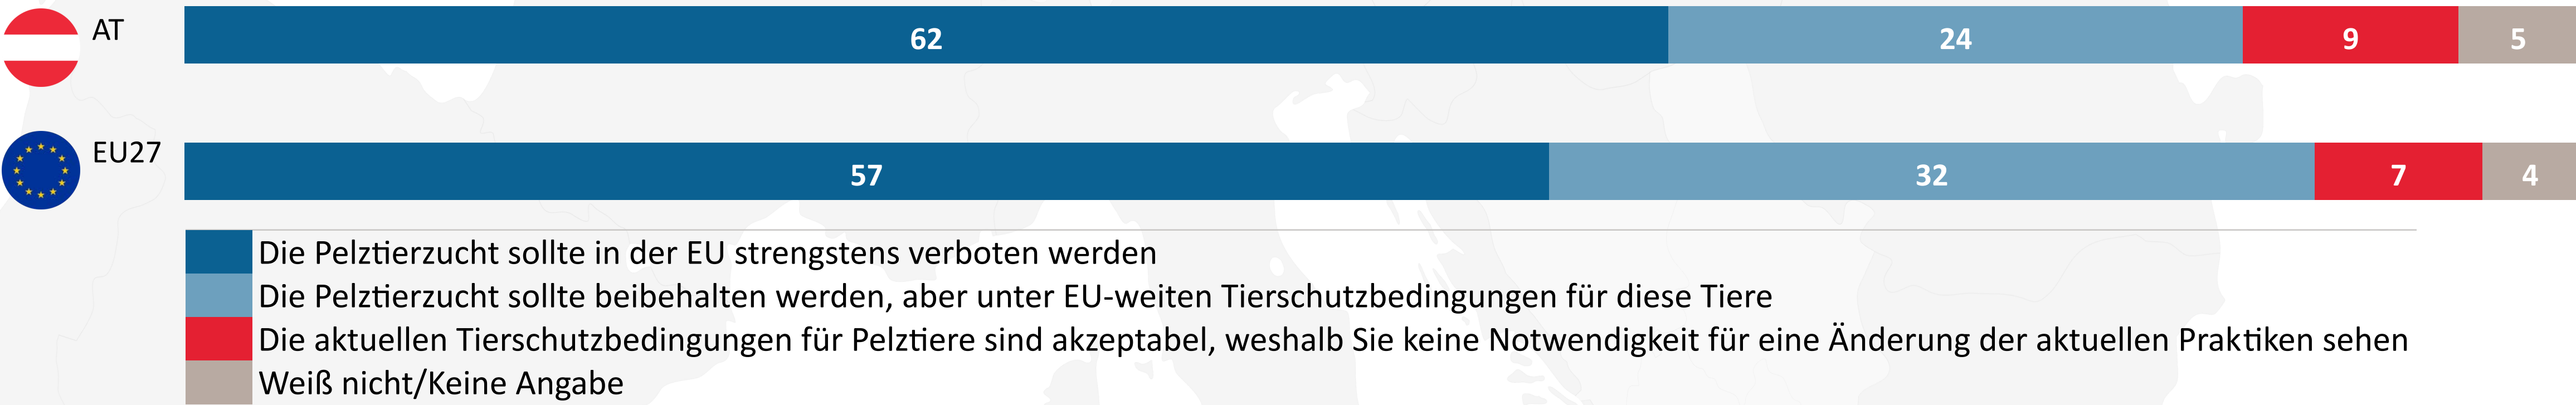 AT
62 24 9 5
EU27
57 32 7 4
Die Pelztierzucht sollte in der EU strengstens verboten werden
Die Pelztierzucht sollte beibehalten werden, aber unter EU-weiten Tierschutzbedingungen für diese Tiere
Die aktuellen Tierschutzbedingungen für Pelztiere sind akzeptabel, weshalb Sie keine Notwendigkeit für eine Änderung der aktuellen Praktiken sehen
Weiß nicht/Keine Angabe